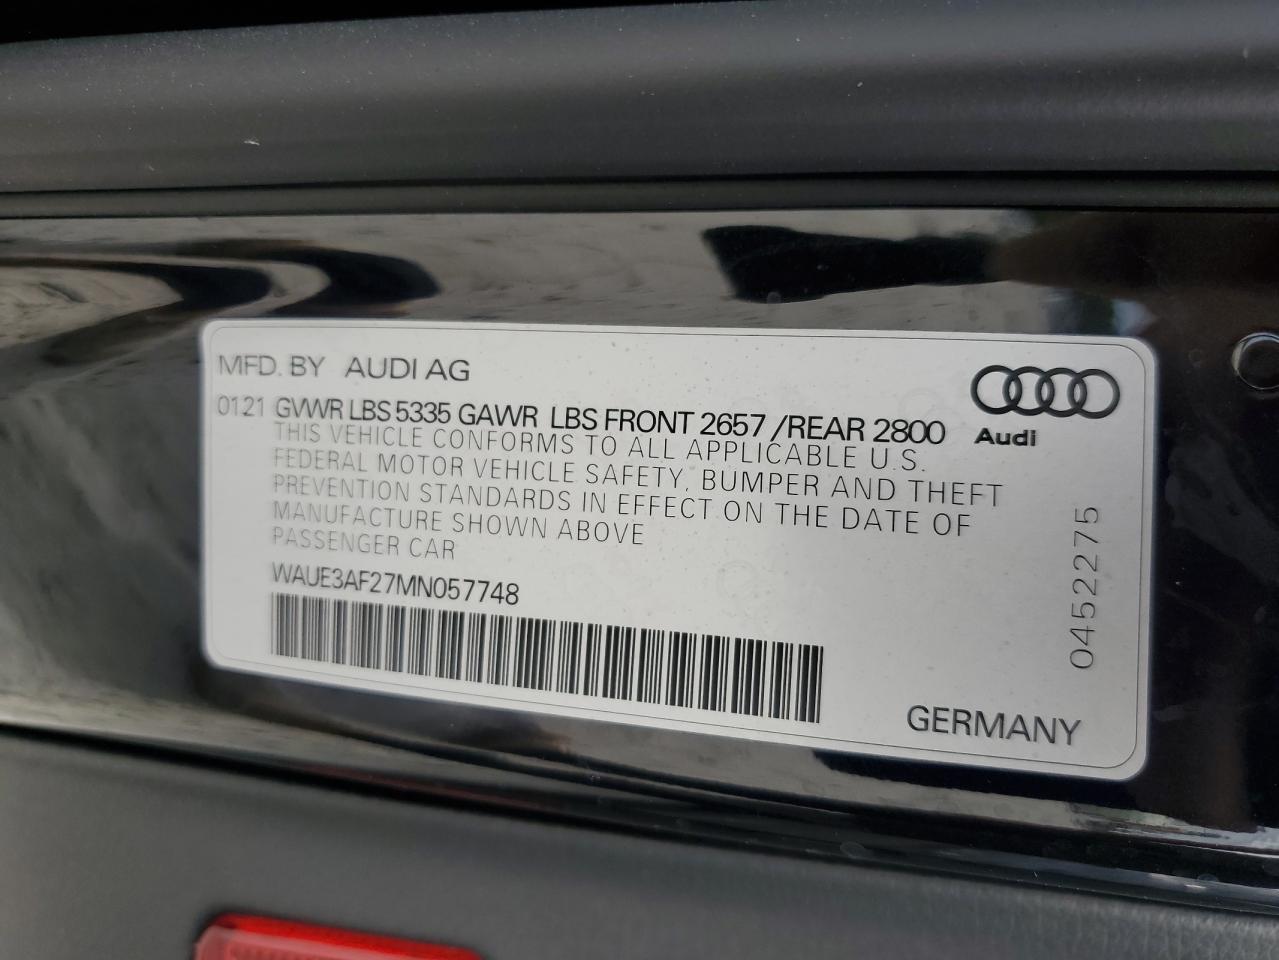 MFD. BY AUDI AG
0121 GVWR LBS 5335 GAWR LBS FRONT 2657 /REAR 2800
THIS VEHICLE CONFORMS TO ALL APPLICABLE U.S.
FEDERAL MOTOR VEHICLE SAFETY, BUMPER AND THEFT
PREVENTION STANDARDS IN EFFECT ON THE DATE OF
MANUFACTURE SHOWN ABOVE
PASSENGER CAR
WAUE3AF27MN057748
Audi
0452275
GERMANY